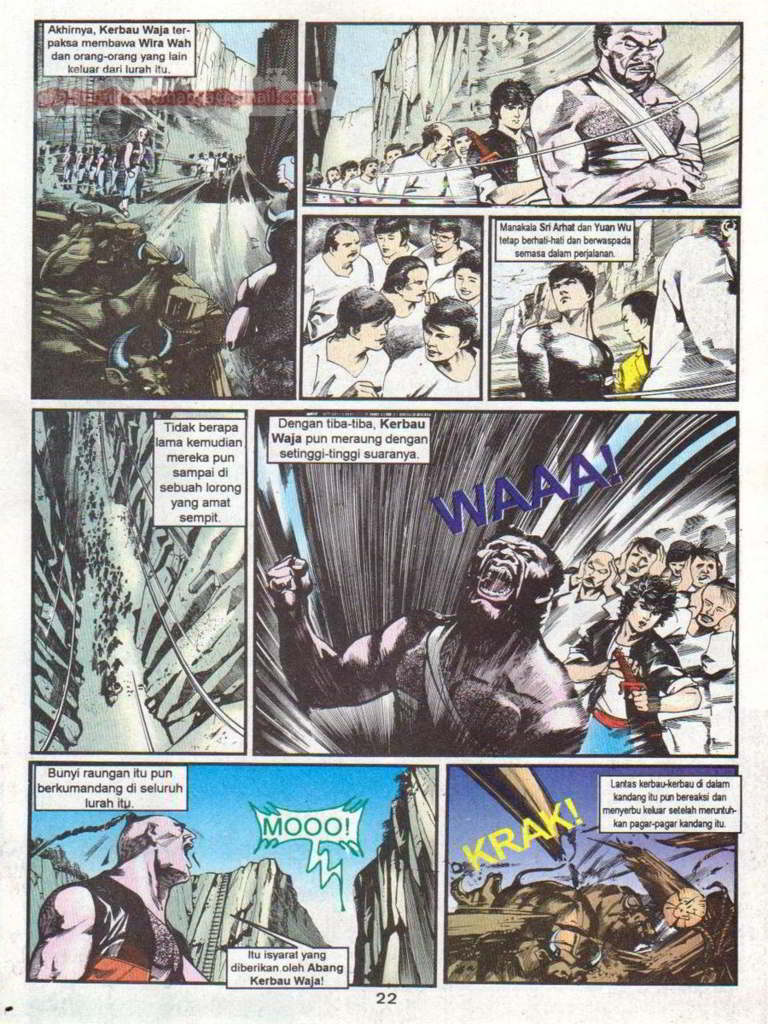 Akhirnya, Kerbau Waja ter-
paksa membawa Wira Wah
dan orang-orang yang lain
keluar dari lurah itu.
Manakala Sri Arhat dan Yuan Wu
tetap berhati-hati dan berwaspada
semasa dalam perjalanan.
Tidak berapa
lama kemudian
mereka pun
sampai di
sebuah lorong
yang amat
sempit.
Dengan tiba-tiba, Kerbau
Waja pun meraung dengan
setinggi-tinggi suaranya.
WAAA!
Bunyi raungan itu pun
berkumandang di seluruh
lurah itu.
MOOO!
Itu isyarat yang
diberikan oleh Abang
Kerbau Waja!
Lantas kerbau-kerbau di dalam
kandang itu pun bereaksi dan
menyerbu keluar setelah meruntuh-
kan pagar-pagar kandang itu.
KRAK!
22